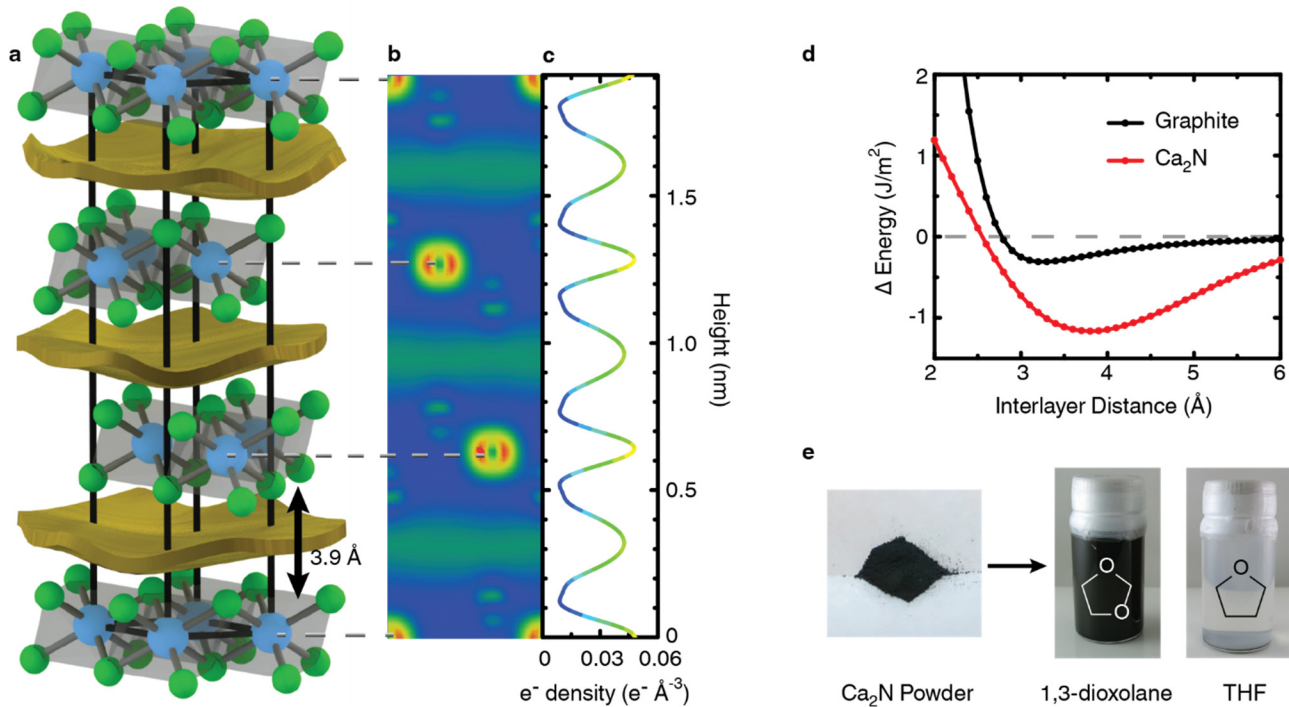 a
3.9 Å
b
c
1.5
1.0
0.5
0
Height (nm)
0 0.03 0.06
e⁻ density (e⁻ Å⁻³)
d
2
1
0
-1
Δ Energy (J/m²)
Graphite
Ca₂N
2 3 4 5 6
Interlayer Distance (Å)
e
O
O
O
Ca₂N Powder
1,3-dioxolane
THF